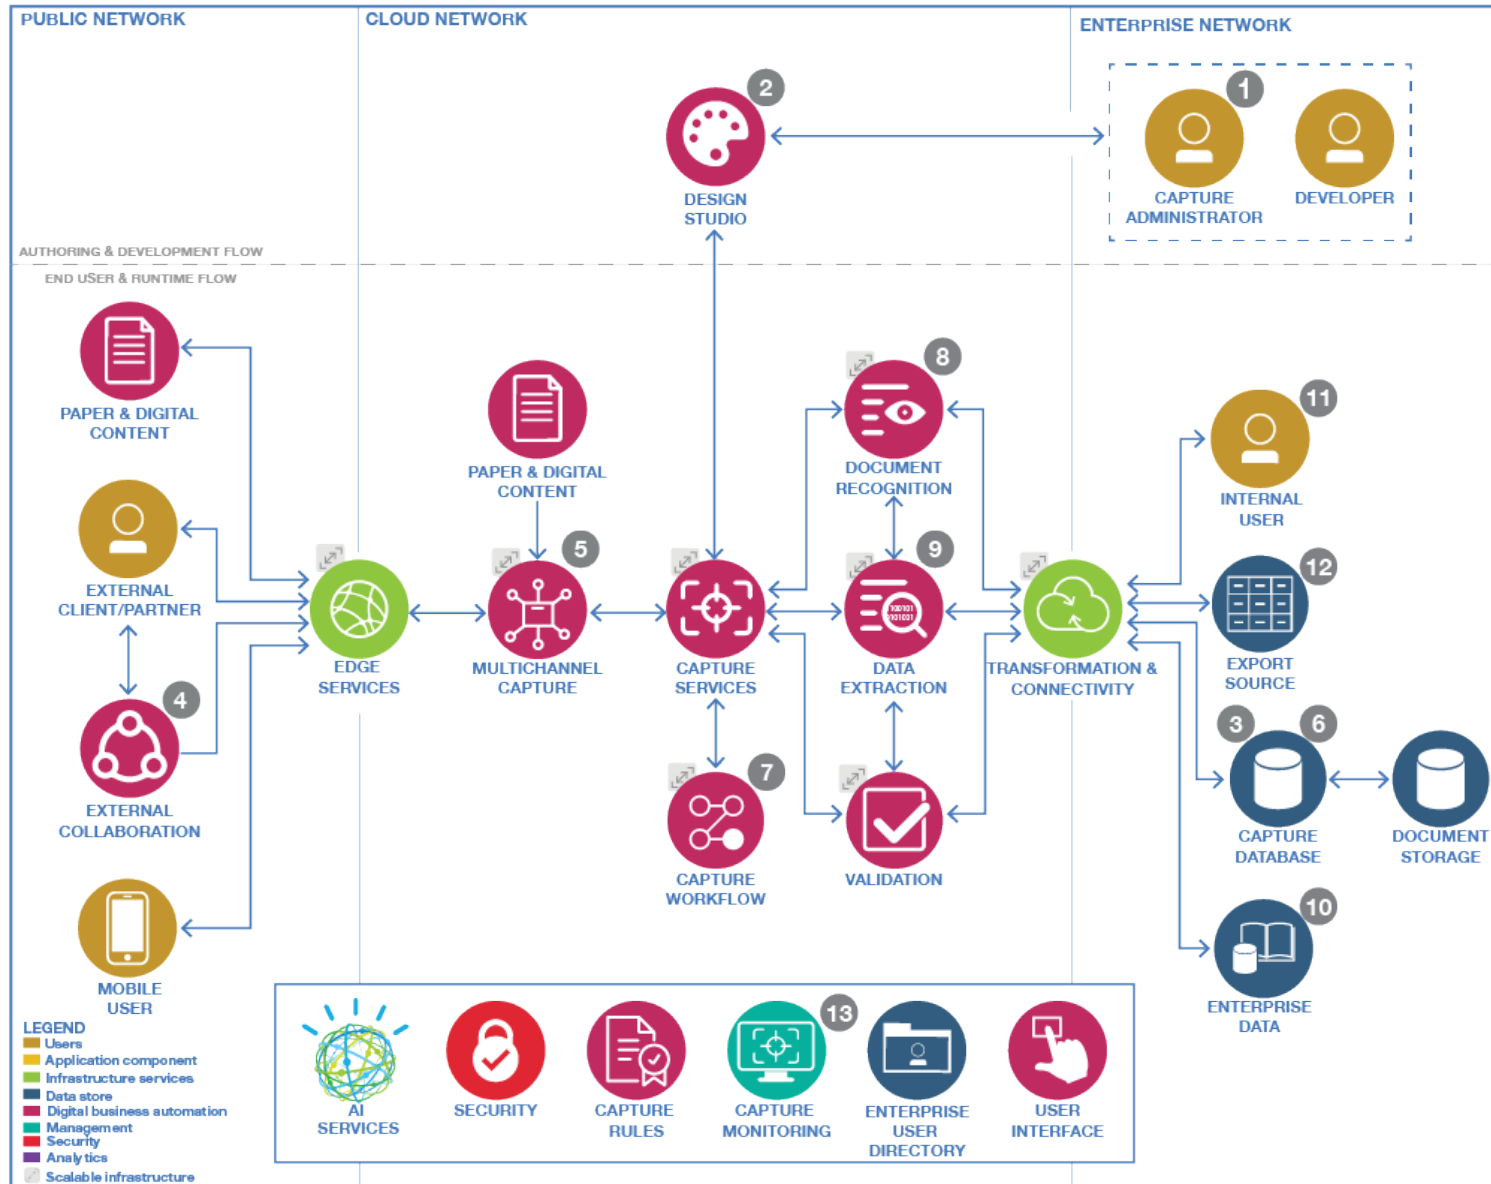 PUBLIC NETWORK
CLOUD NETWORK
ENTERPRISE NETWORK
2
1
DESIGN
STUDIO
CAPTURE
ADMINISTRATOR
DEVELOPER
AUTHORING & DEVELOPMENT FLOW
END USER & RUNTIME FLOW
PAPER & DIGITAL
CONTENT
PAPER & DIGITAL
CONTENT
8
DOCUMENT
RECOGNITION
11
INTERNAL
USER
EXTERNAL
CLIENT/PARTNER
EDGE
SERVICES
5
MULTICHANNEL
CAPTURE
CAPTURE
SERVICES
9
100101
101001
DATA
EXTRACTION
TRANSFORMATION &
CONNECTIVITY
12
EXPORT
SOURCE
4
EXTERNAL
COLLABORATION
7
CAPTURE
WORKFLOW
VALIDATION
3
6
CAPTURE
DATABASE
DOCUMENT
STORAGE
MOBILE
USER
10
ENTERPRISE
DATA
LEGEND
Users
Application component
Infrastructure services
Data store
Digital business automation
Management
Security
Analytics
Scalable infrastructure
AI
SERVICES
SECURITY
CAPTURE
RULES
13
CAPTURE
MONITORING
ENTERPRISE
USER
DIRECTORY
USER
INTERFACE